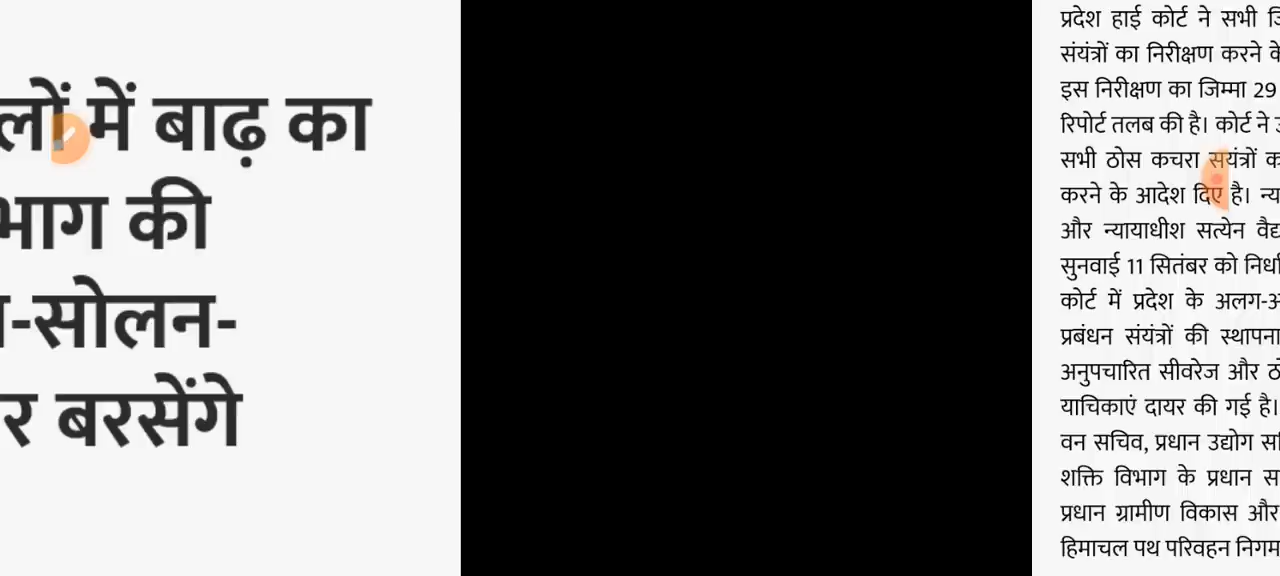 में बाढ़ का
की
-सोलन-
बरसेंगे
प्रदेश हाई कोर्ट ने सभी
संयंत्रों का निरीक्षण करने
इस निरीक्षण का जिम्मा 29
रिपोर्ट तलब की है। कोर्ट ने
सभी ठोस कचरा सयंत्रों
करने के आदेश दिए है।
और न्यायाधीश सत्येन
सुनवाई 11 सितंबर को
कोर्ट में प्रदेश के अलग-
प्रबंधन संयंत्रों की स्थापना
अनुपचारित सीवरेज और
याचिकाएं दायर की गई है।
वन सचिव, प्रधान उद्योग
शक्ति विभाग के प्रधान
प्रधान ग्रामीण विकास और
हिमाचल पथ परिवहन निगम